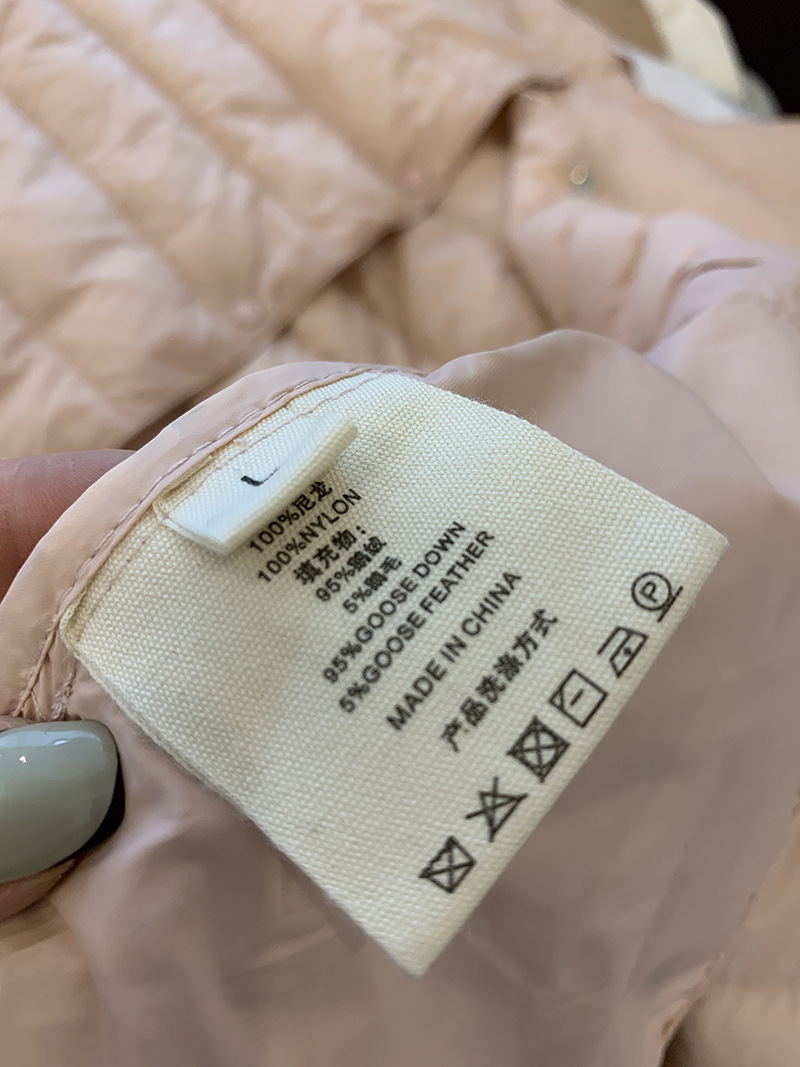 L
100%尼龙
100%NYLON
填充物：
95%鹅绒
5%鹅毛
95%GOOSE DOWN
5%GOOSE FEATHER
MADE IN CHINA
产品洗涤方式
P